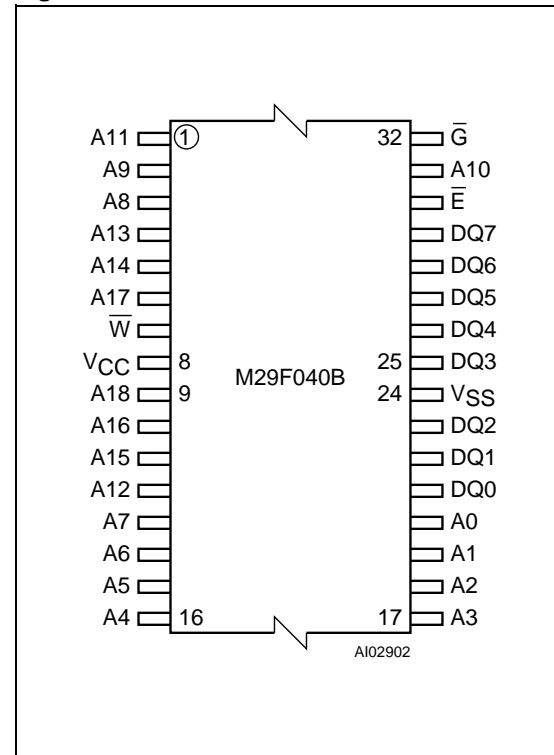 A11 1 32 G̅
A9 A10
A8 E̅
A13 DQ7
A14 DQ6
A17 DQ5
W̅ DQ4
VCC 8 25 DQ3
M29F040B
A18 9 24 VSS
A16 DQ2
A15 DQ1
A12 DQ0
A7 A0
A6 A1
A5 A2
A4 16 17 A3
AI02902